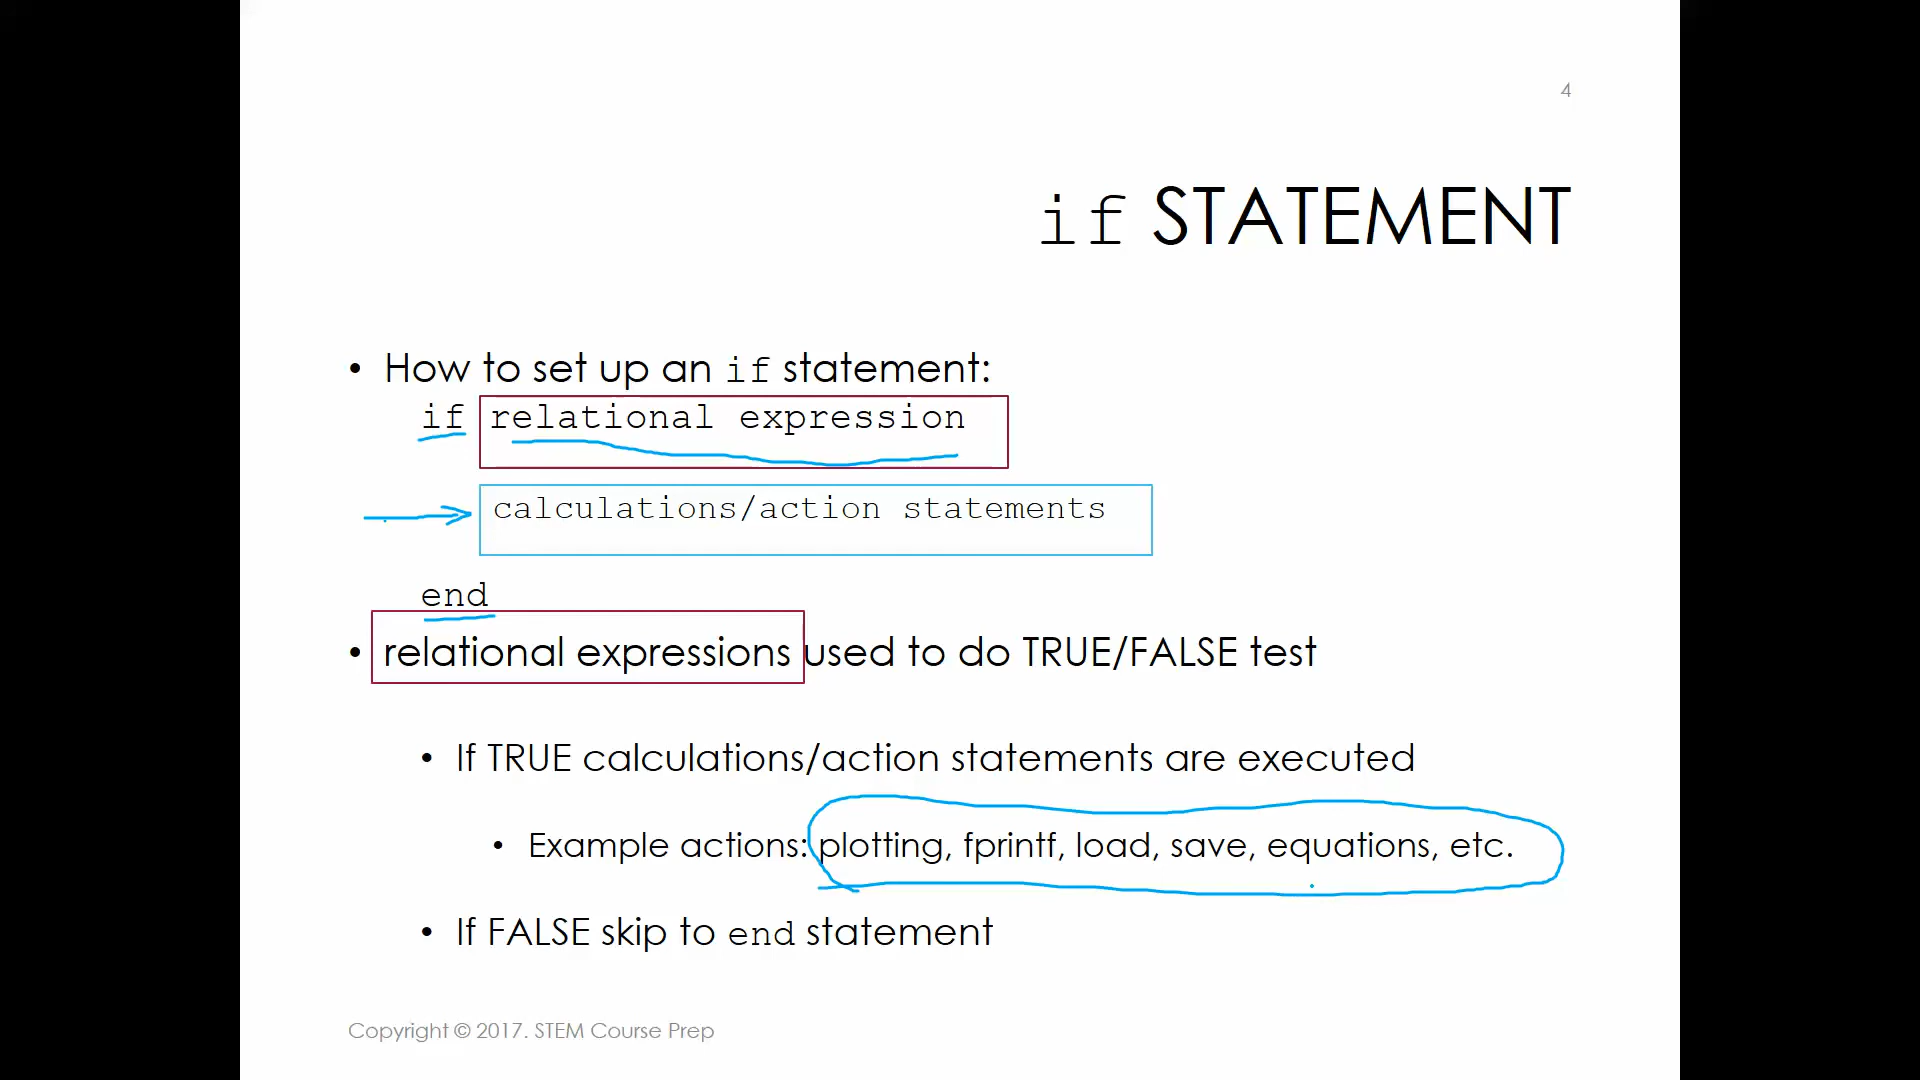 4
if STATEMENT
• How to set up an if statement:
if relational expression
calculations/action statements
end
• relational expressions used to do TRUE/FALSE test
• If TRUE calculations/action statements are executed
• Example actions: plotting, fprintf, load, save, equations, etc.
• If FALSE skip to end statement
Copyright © 2017. STEM Course Prep